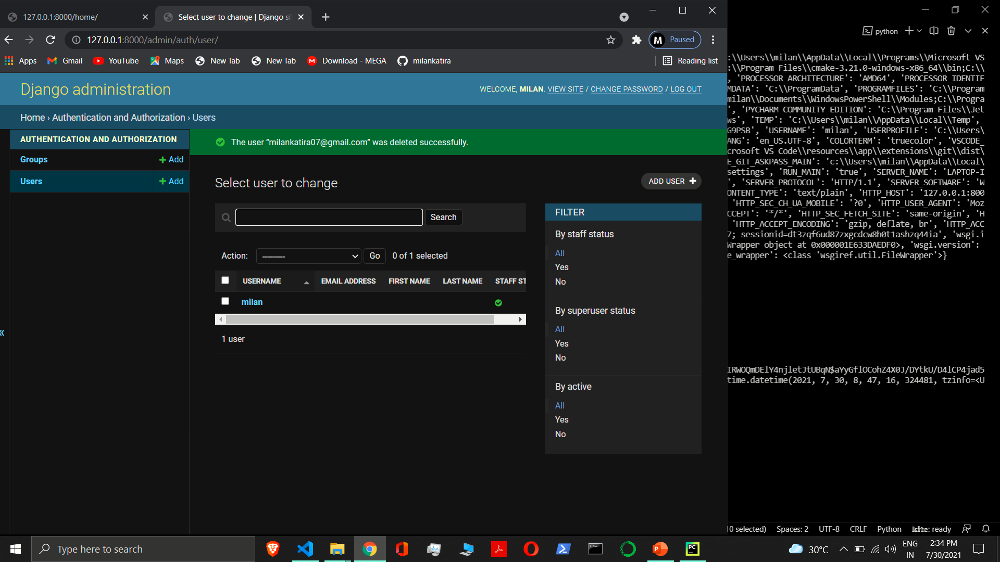 127.0.0.1:8000/home/
Select user to change | Django si
127.0.0.1:8000/admin/auth/user/
Paused
Apps
Gmail
YouTube
Maps
New Tab
New Tab
Download - MEGA
milankatira
Reading list
Django administration
WELCOME, MILAN. VIEW SITE / CHANGE PASSWORD / LOG OUT
Home › Authentication and Authorization › Users
AUTHENTICATION AND AUTHORIZATION
Groups
+ Add
Users
+ Add
The user “milankatira07@gmail.com” was deleted successfully.
Select user to change
ADD USER +
Search
Action:
---------
Go
0 of 1 selected
USERNAME
EMAIL ADDRESS
FIRST NAME
LAST NAME
STAFF ST
milan
1 user
FILTER
By staff status
All
Yes
No
By superuser status
All
Yes
No
By active
All
Yes
No
python
:\\Users\\milan\\AppData\\Local\\Programs\\Microsoft VS
:\\Program Files\\cmake-3.21.0-windows-x86_64\\bin;C:\\
, 'PROCESSOR_ARCHITECTURE': 'AMD64', 'PROCESSOR_IDENTIF
MDATA': 'C:\\ProgramData', 'PROGRAMFILES': 'C:\\Program
milan\\Documents\\WindowsPowerShell\\Modules;C:\\Progra
', 'PYCHARM COMMUNITY EDITION': 'C:\\Program Files\\Jet
ws', 'TEMP': 'C:\\Users\\milan\\AppData\\Local\\Temp',
G9PSB', 'USERNAME': 'milan', 'USERPROFILE': 'C:\\Users\
ANG': 'en_US.UTF-8', 'COLORTERM': 'truecolor', 'VSCODE_
crosoft VS Code\\resources\\app\\extensions\\git\\dist\
E_GIT_ASKPASS_MAIN': 'c:\\Users\\milan\\AppData\\Local\
settings', 'RUN_MAIN': 'true', 'SERVER_NAME': 'LAPTOP-I
', 'SERVER_PROTOCOL': 'HTTP/1.1', 'SERVER_SOFTWARE': 'W
ONTENT_TYPE': 'text/plain', 'HTTP_HOST': '127.0.0.1:800
'HTTP_SEC_CH_UA_MOBILE': '?0', 'HTTP_USER_AGENT': 'Moz
CCEPT': '*/*', 'HTTP_SEC_FETCH_SITE': 'same-origin', 'H
'HTTP_ACCEPT_ENCODING': 'gzip, deflate, br', 'HTTP_ACC
7; sessionid=dt3zqf6ud87zxgcdcw8h0t1ashzq44ia', 'wsgi.i
Wrapper object at 0x000001E633DAEDF0>, 'wsgi.version':
e_wrapper': <class 'wsgiref.util.FileWrapper'>}
IRWOQmDElY4njletJtUBqN$aYyGflOCohZ4X0J/DYtkU/D4lCP4jad5
time.datetime(2021, 7, 30, 8, 47, 16, 324481, tzinfo=<U
10 selected)
Spaces: 2
UTF-8
CRLF
Python
kite: ready
Type here to search
30°C
ENG
IN
2:34 PM
7/30/2021